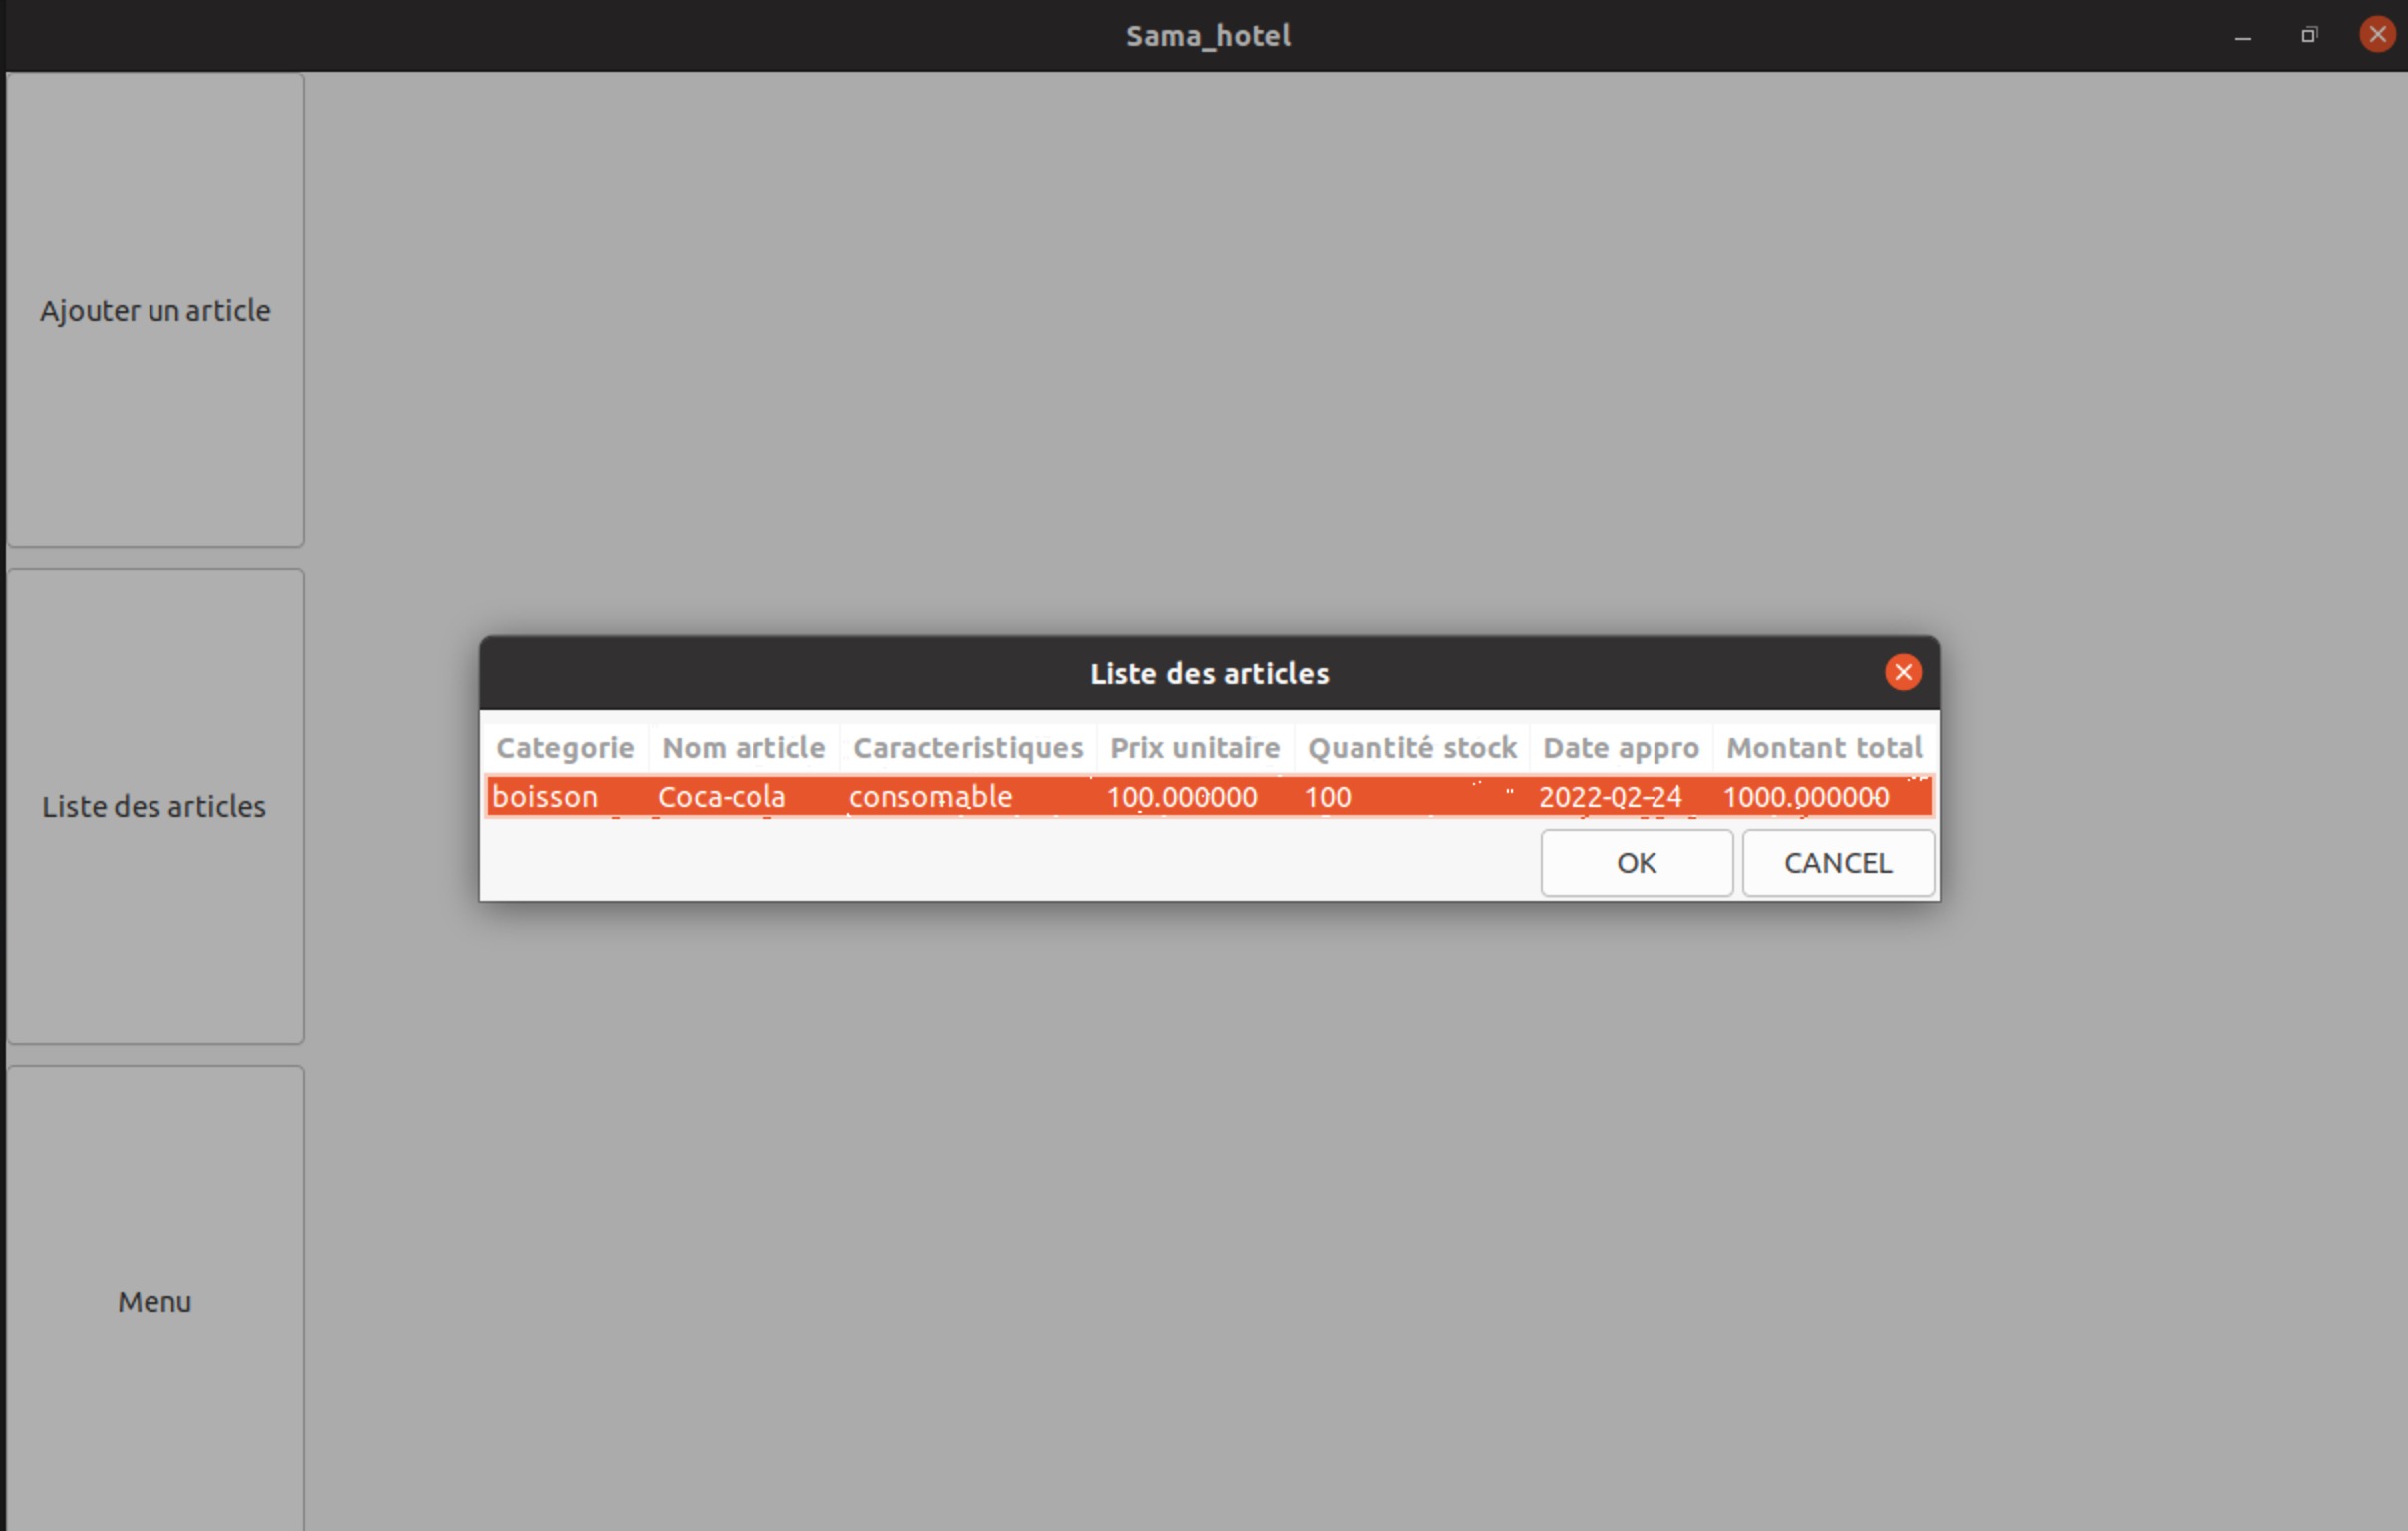 Sama_hotel
Ajouter un article
Liste des articles
Menu
Liste des articles
Categorie Nom article Caracteristiques Prix unitaire Quantité stock Date appro Montant total
boisson Coca-cola consomable 100.000000 100 2022-02-24 1000.000000
OK CANCEL